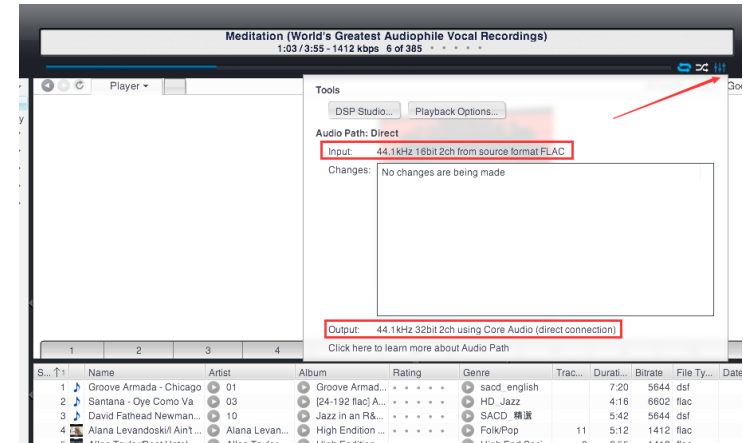 Meditation (World's Greatest Audiophile Vocal Recordings)
1:03 / 3:55 - 1412 kbps 6 of 385
Player
Goo
Tools
DSP Studio... Playback Options...
Audio Path: Direct
Input: 44.1kHz 16bit 2ch from source format FLAC
Changes: No changes are being made
Output: 44.1kHz 32bit 2ch using Core Audio (direct connection)
Click here to learn more about Audio Path
1 2 3 4
S... ↑1 Name Artist Album Rating Genre Trac... Durati... Bitrate File Ty... Date
1 Groove Armada - Chicago 01 Groove Armad... sacd_english 7:20 5644 dsf
2 Santana - Oye Como Va 03 [24-192 flac] A... HD_Jazz 4:16 6602 flac
3 David Fathead Newman... 10 Jazz in an R&... SACD_精選 5:42 5644 dsf
4 Alana Levandoski/I Ain't ... Alana Levan... High Endition ... Folk/Pop 11 5:12 1412 flac